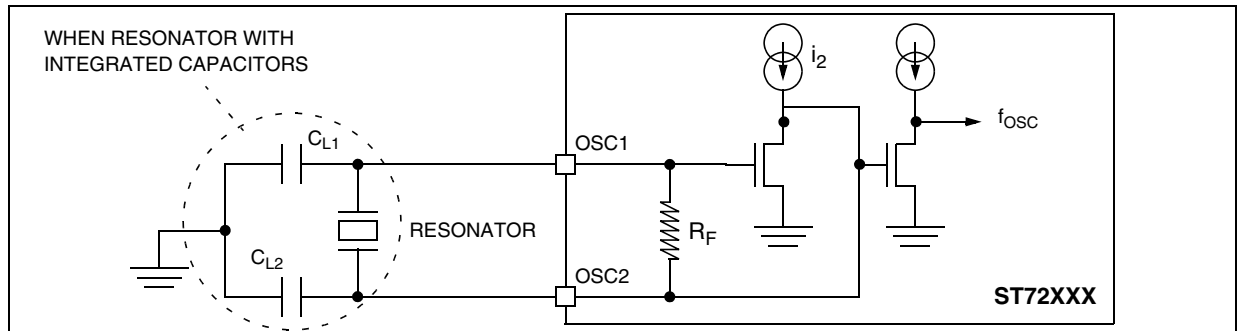 WHEN RESONATOR WITH
INTEGRATED CAPACITORS
i2
fOSC
CL1
OSC1
RESONATOR
RF
CL2
OSC2
ST72XXX